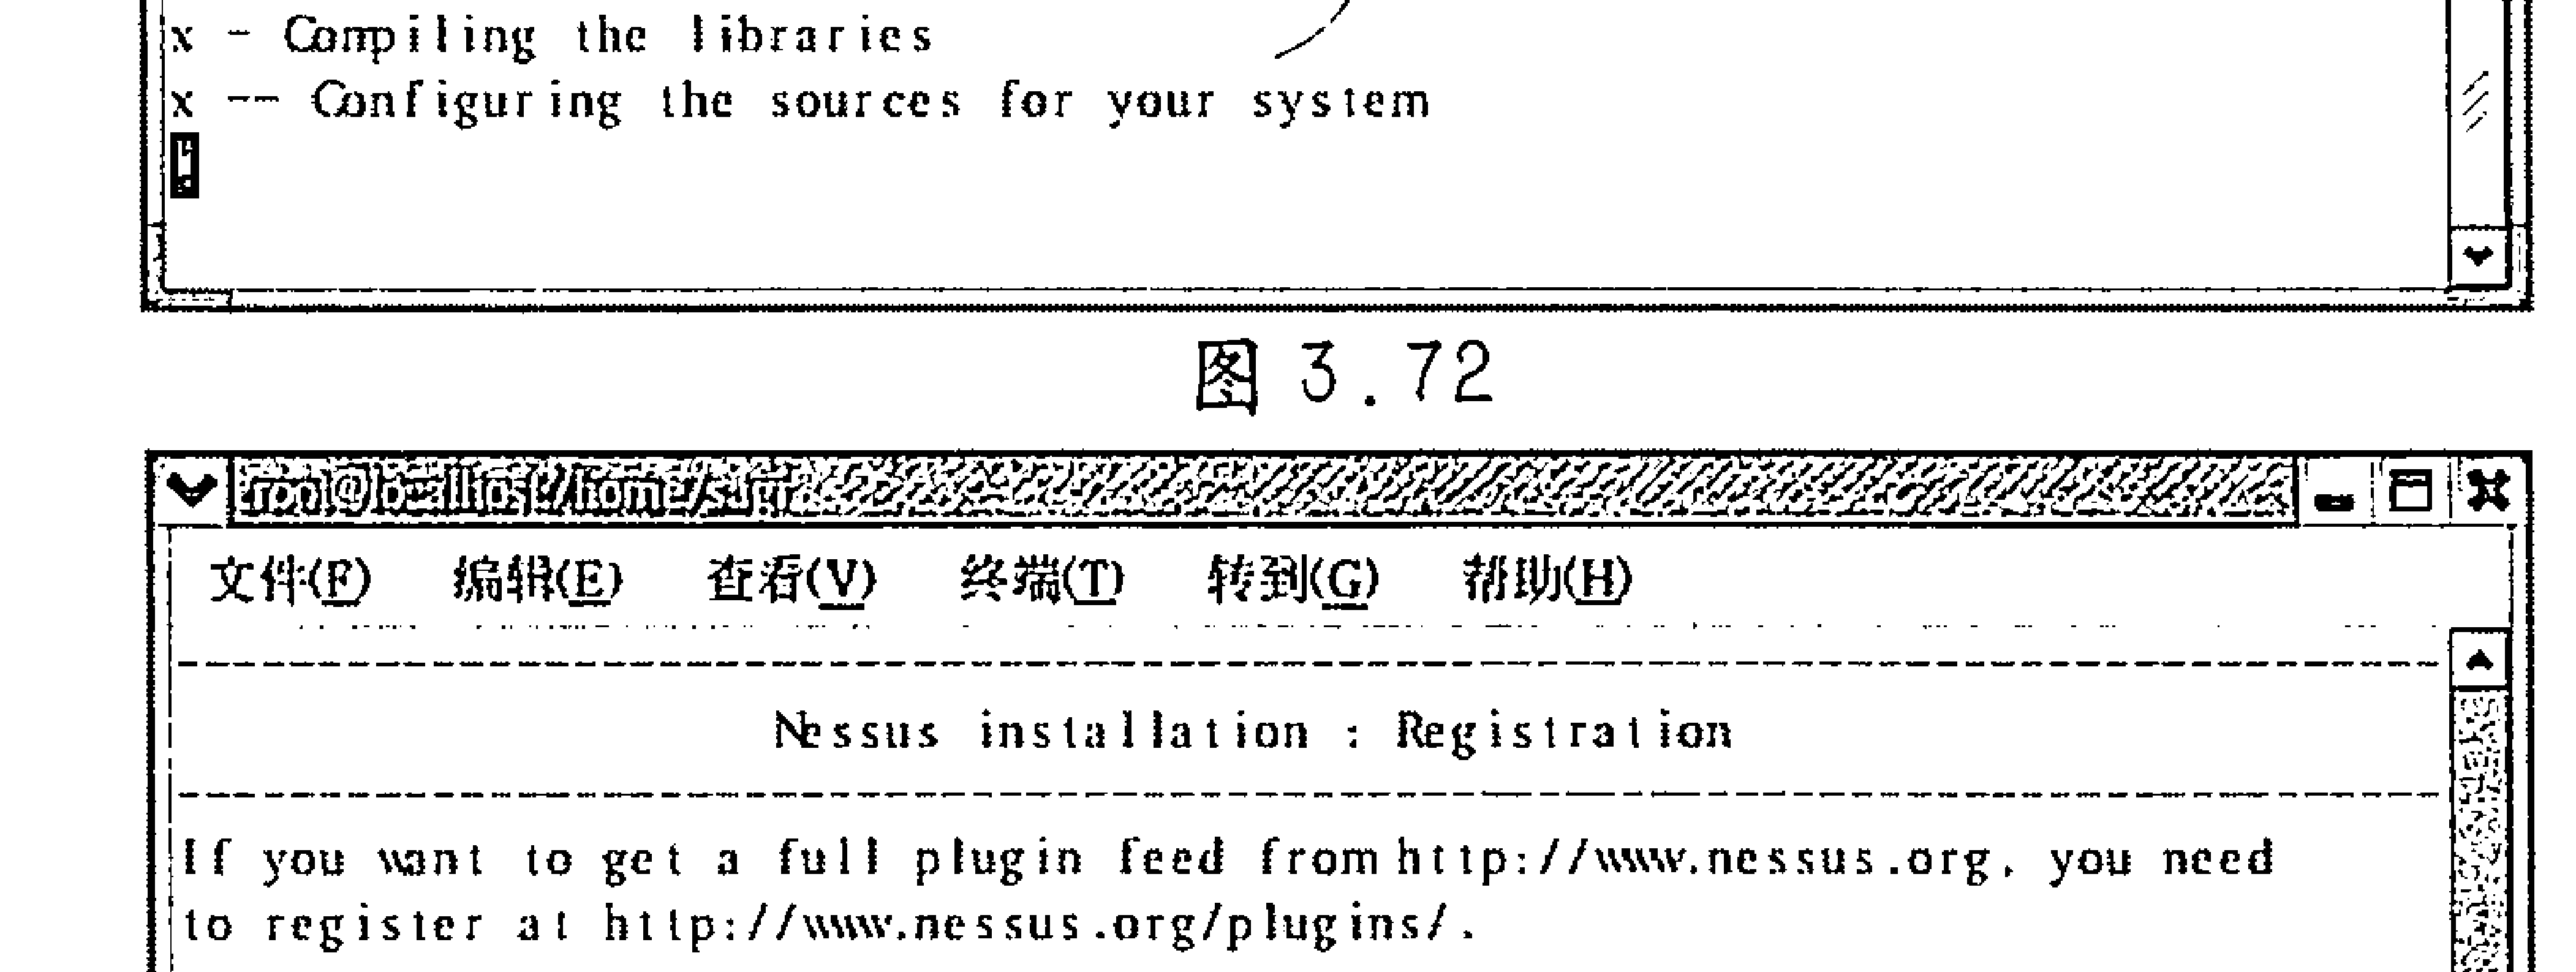 x - Compiling the libraries
x -- Configuring the sources for your system
图 3.72
文件(F) 编辑(E) 查看(V) 终端(T) 转到(G) 帮助(H)
Nessus installation : Registration
If you want to get a full plugin feed from http://www.nessus.org, you need
to register at http://www.nessus.org/plugins/.